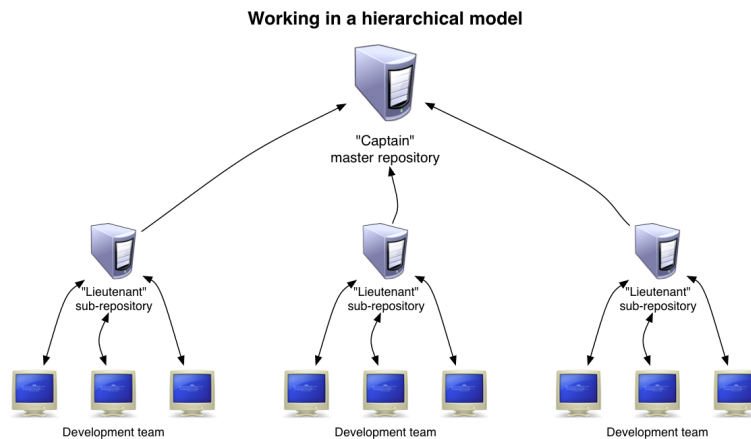 Working in a hierarchical model
"Captain"
master repository
"Lieutenant"
sub-repository
"Lieutenant"
sub-repository
"Lieutenant"
sub-repository
Development team
Development team
Development team